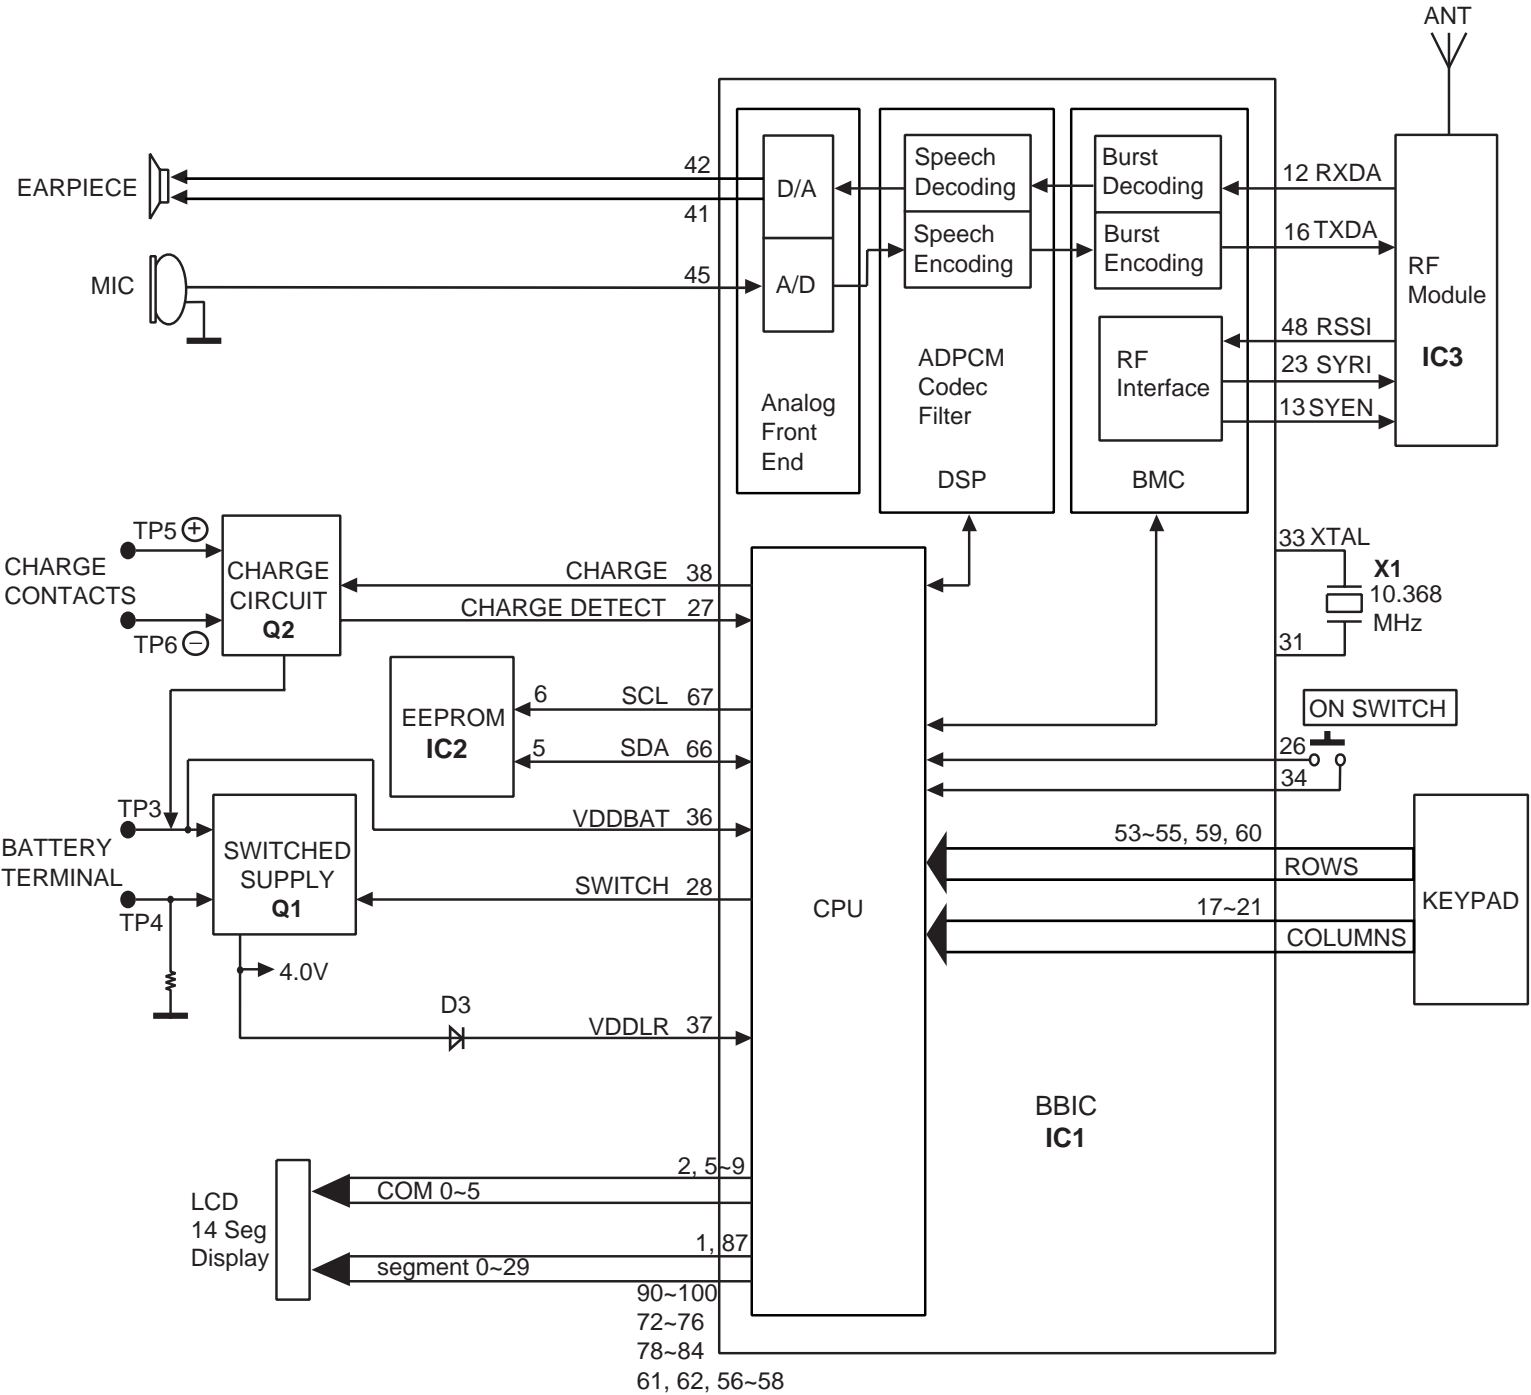 ANT
EARPIECE
42
41
D/A
Speech
Decoding
Burst
Decoding
12 RXDA
MIC
45
A/D
Speech
Encoding
Burst
Encoding
16 TXDA
RF
Module
IC3
48 RSSI
23 SYRI
13 SYEN
RF
Interface
ADPCM
Codec
Filter
Analog
Front
End
DSP
BMC
TP5 +
CHARGE
CONTACTS
TP6 −
CHARGE
CIRCUIT
Q2
CHARGE 38
CHARGE DETECT 27
33 XTAL
X1
10.368
MHz
31
EEPROM
IC2
6 SCL 67
5 SDA 66
ON SWITCH
26
34
TP3
BATTERY
TERMINAL
TP4
SWITCHED
SUPPLY
Q1
VDDBAT 36
SWITCH 28
4.0V
D3
VDDLR 37
CPU
53~55, 59, 60
ROWS
17~21
COLUMNS
KEYPAD
BBIC
IC1
LCD
14 Seg
Display
2, 5~9
COM 0~5
1, 87
segment 0~29
90~100
72~76
78~84
61, 62, 56~58